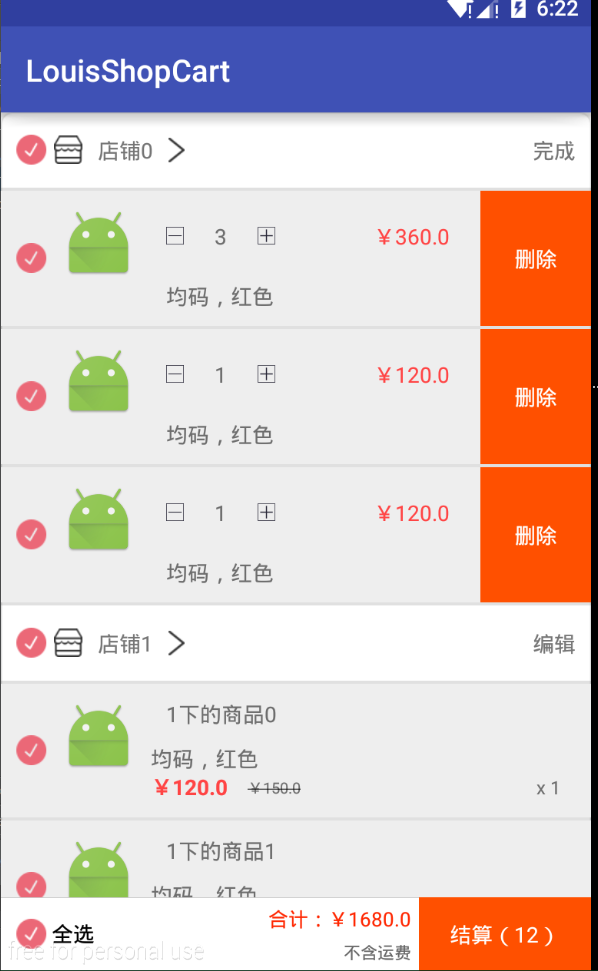 6:22
LouisShopCart
店铺0 完成
3 ￥360.0
删除
均码，红色
1 ￥120.0
删除
均码，红色
1 ￥120.0
删除
均码，红色
店铺1 编辑
1下的商品0
均码，红色
￥120.0 ￥150.0 x 1
1下的商品1
均码，红色
合计：￥1680.0
全选 结算（12）
不含运费
free for personal use